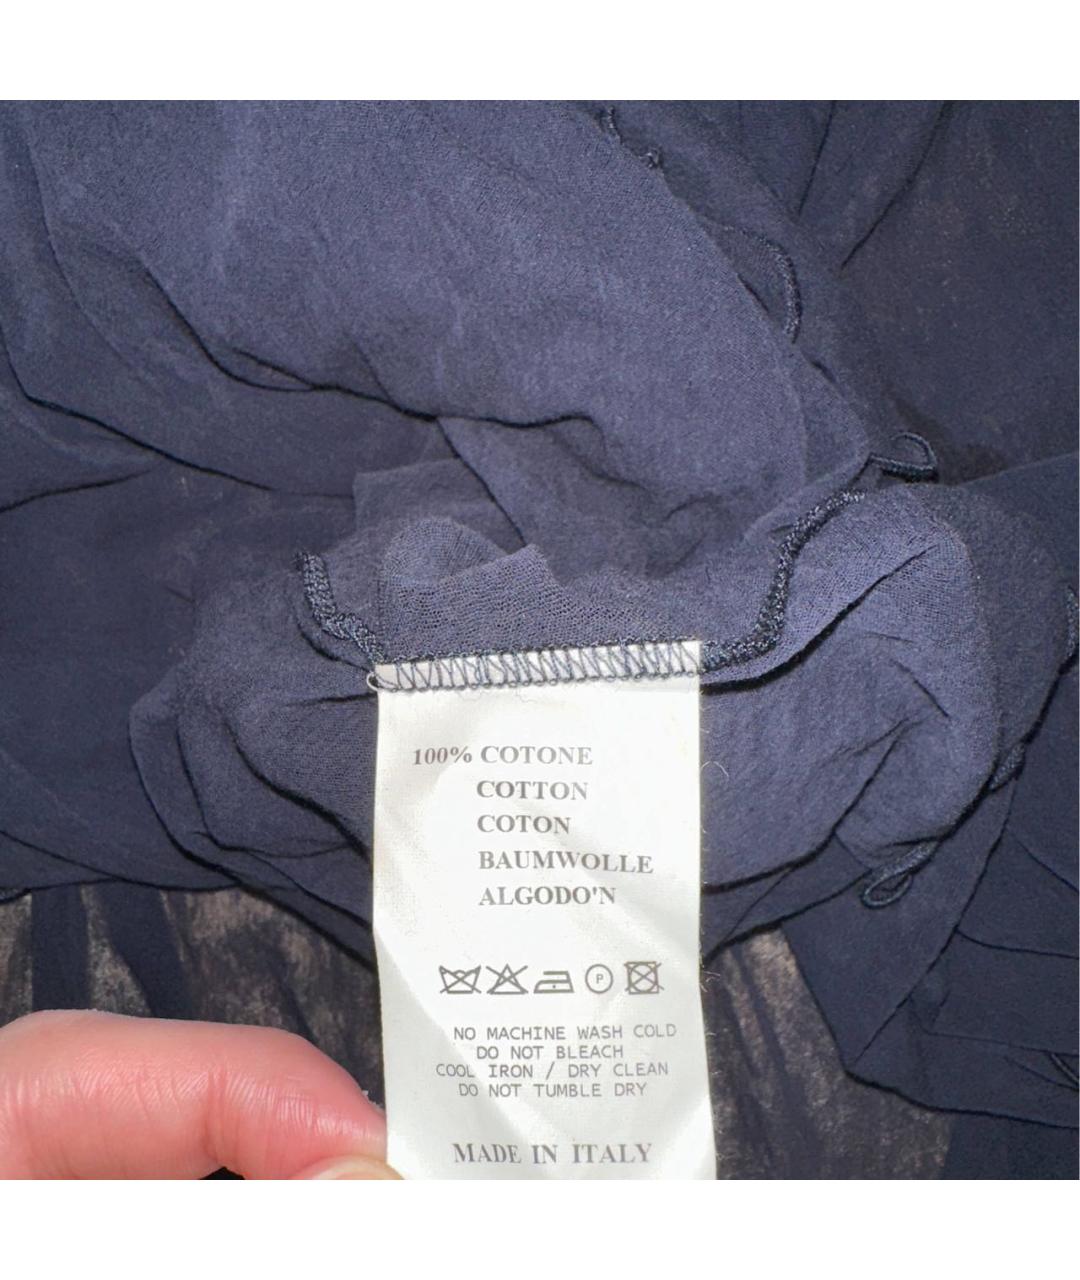 100% COTONE
COTTON
COTON
BAUMWOLLE
ALGODO'N
P
NO MACHINE WASH COLD
DO NOT BLEACH
COOL IRON / DRY CLEAN
DO NOT TUMBLE DRY
MADE IN ITALY